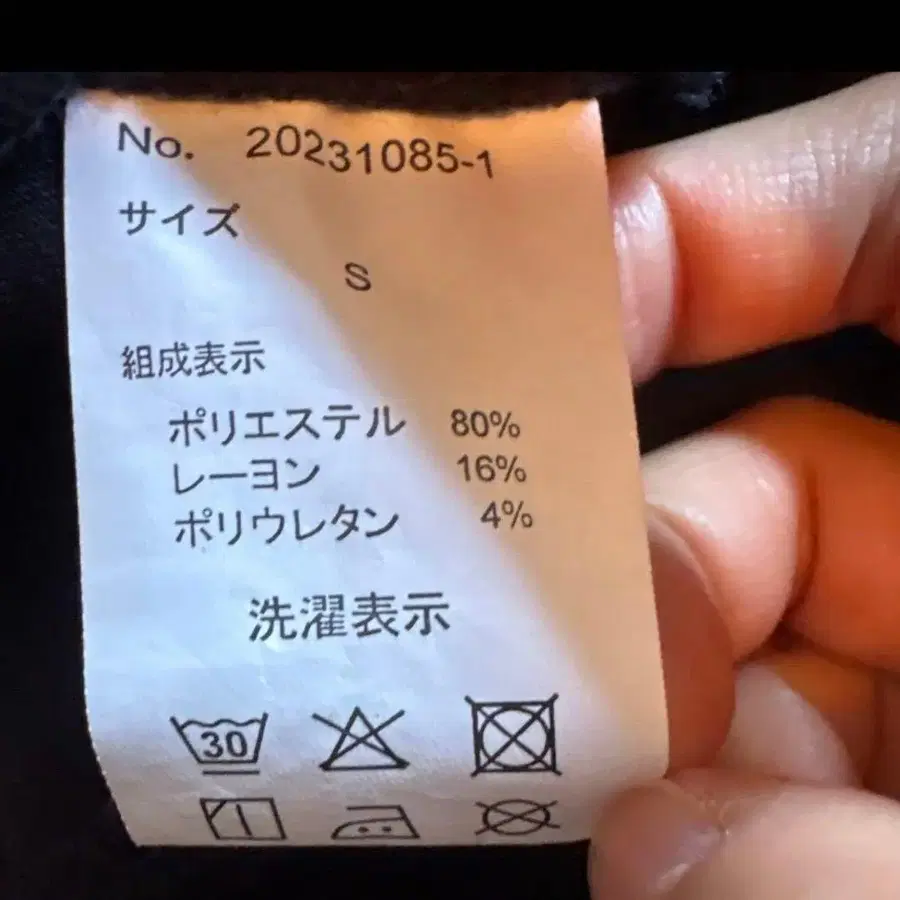 No. 20231085-1
サイズ
S
組成表示
ポリエステル 80%
レーヨン 16%
ポリウレタン 4%
洗濯表示
30